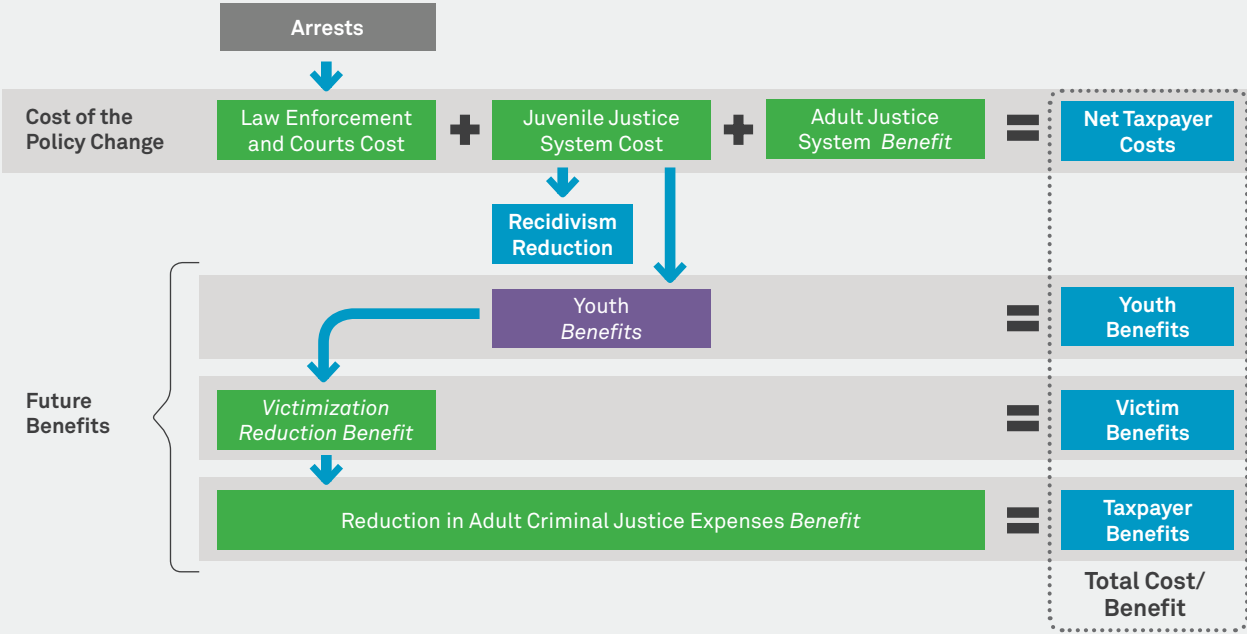 Arrests
Cost of the
Policy Change
Law Enforcement
and Courts Cost
+
Juvenile Justice
System Cost
+
Adult Justice
System Benefit
=
Net Taxpayer
Costs
Recidivism
Reduction
Future
Benefits
Youth
Benefits
=
Youth
Benefits
Victimization
Reduction Benefit
=
Victim
Benefits
Reduction in Adult Criminal Justice Expenses Benefit
=
Taxpayer
Benefits
Total Cost/
Benefit